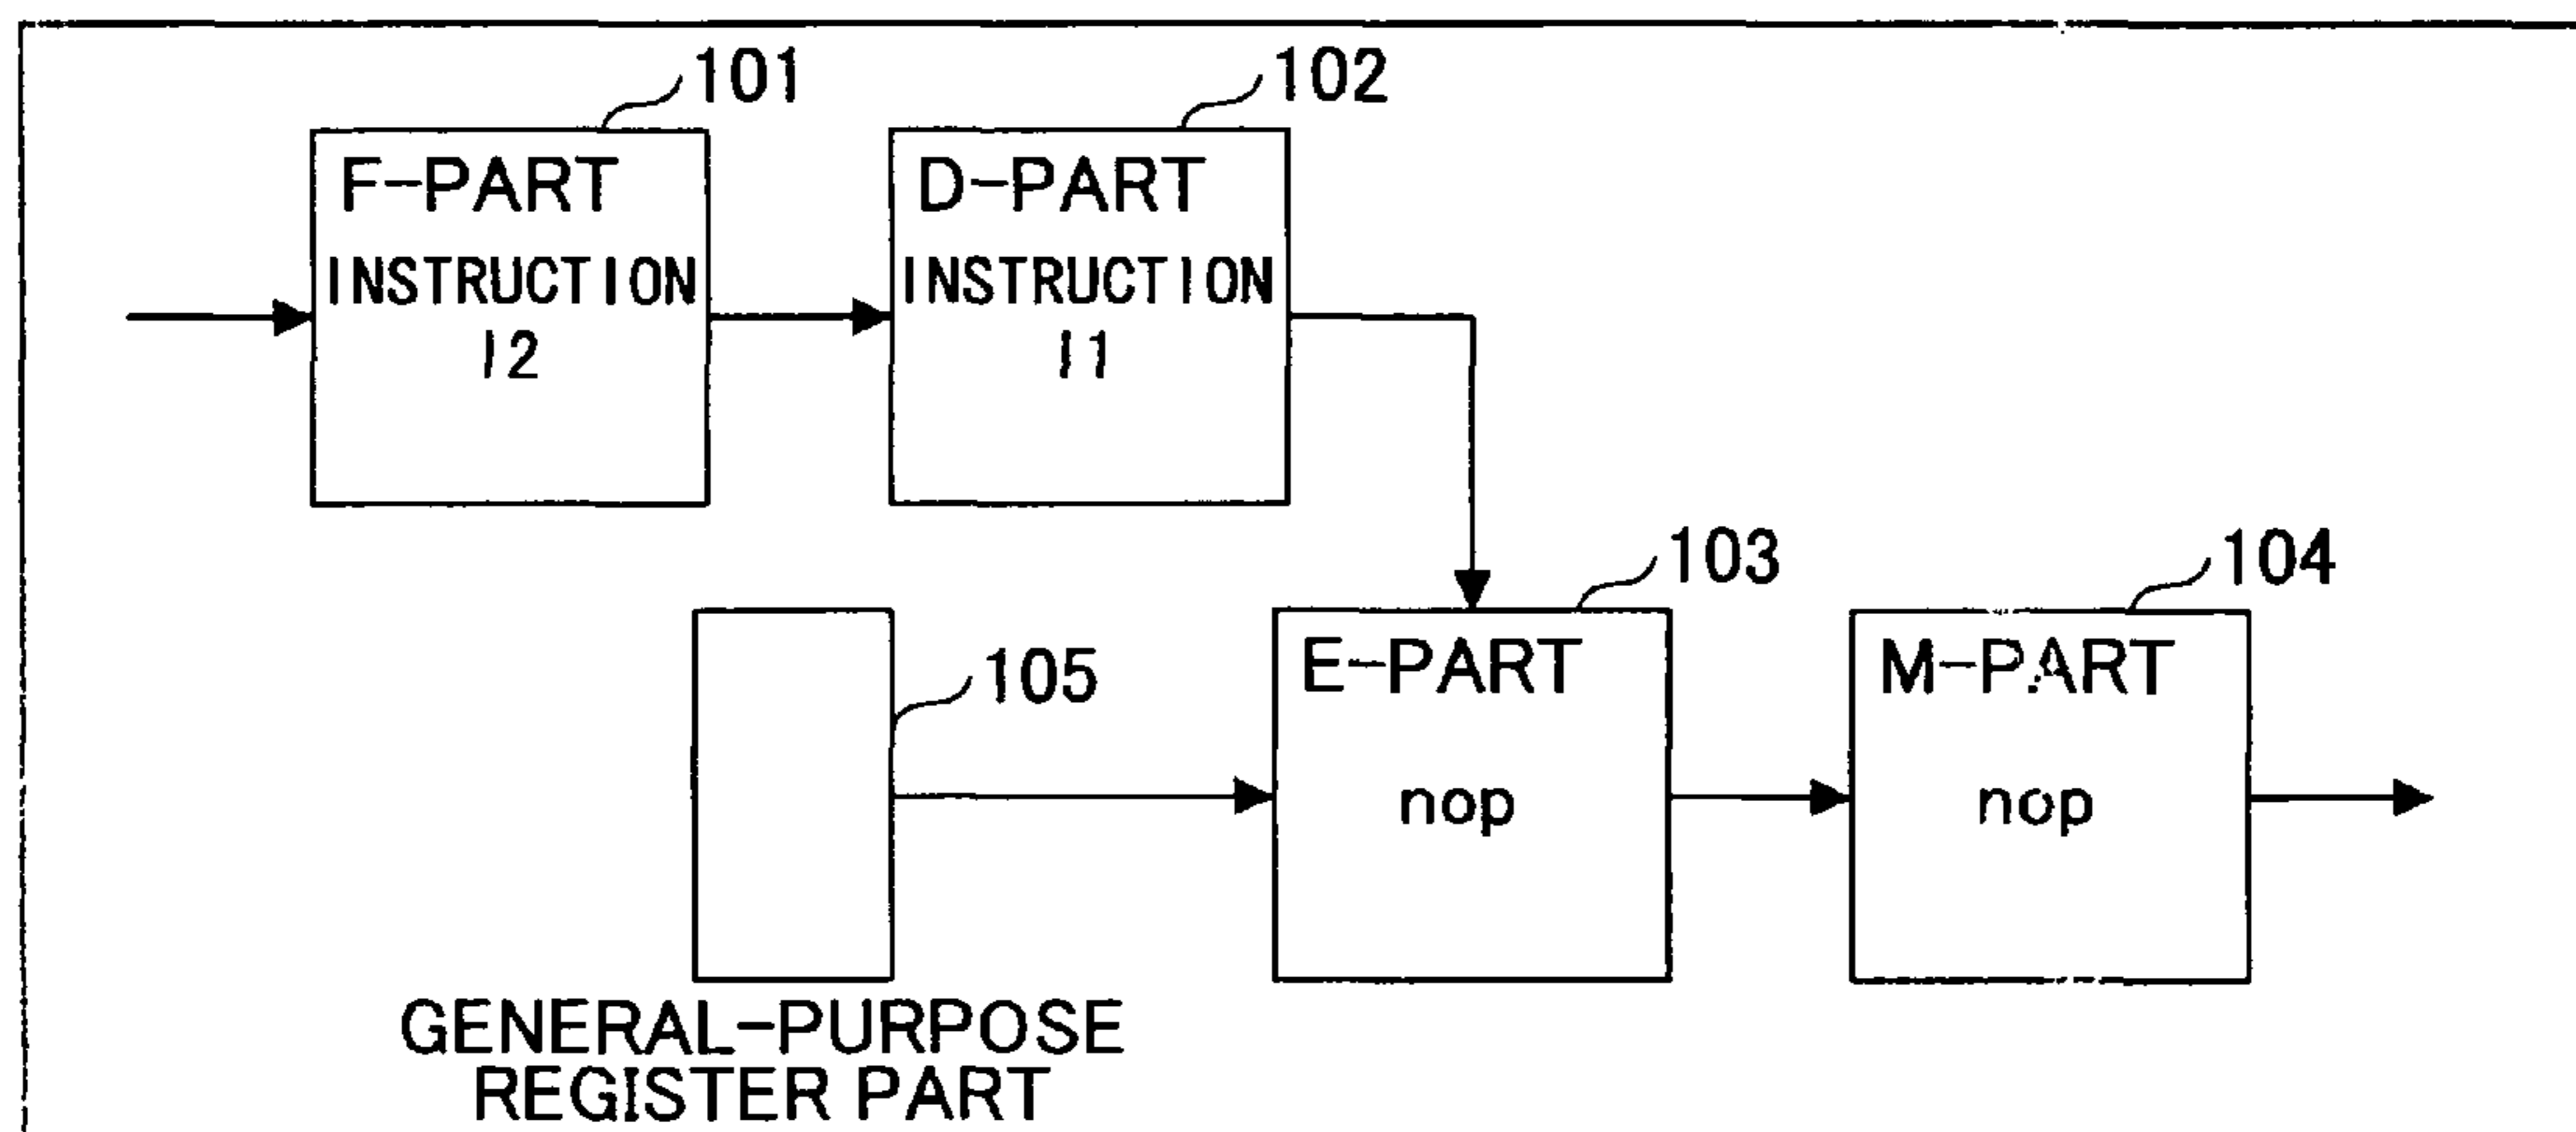 101
102
F-PART
INSTRUCTION
I2
D-PART
INSTRUCTION
I1
103
104
105
E-PART
nop
M-PART
nop
GENERAL-PURPOSE
REGISTER PART